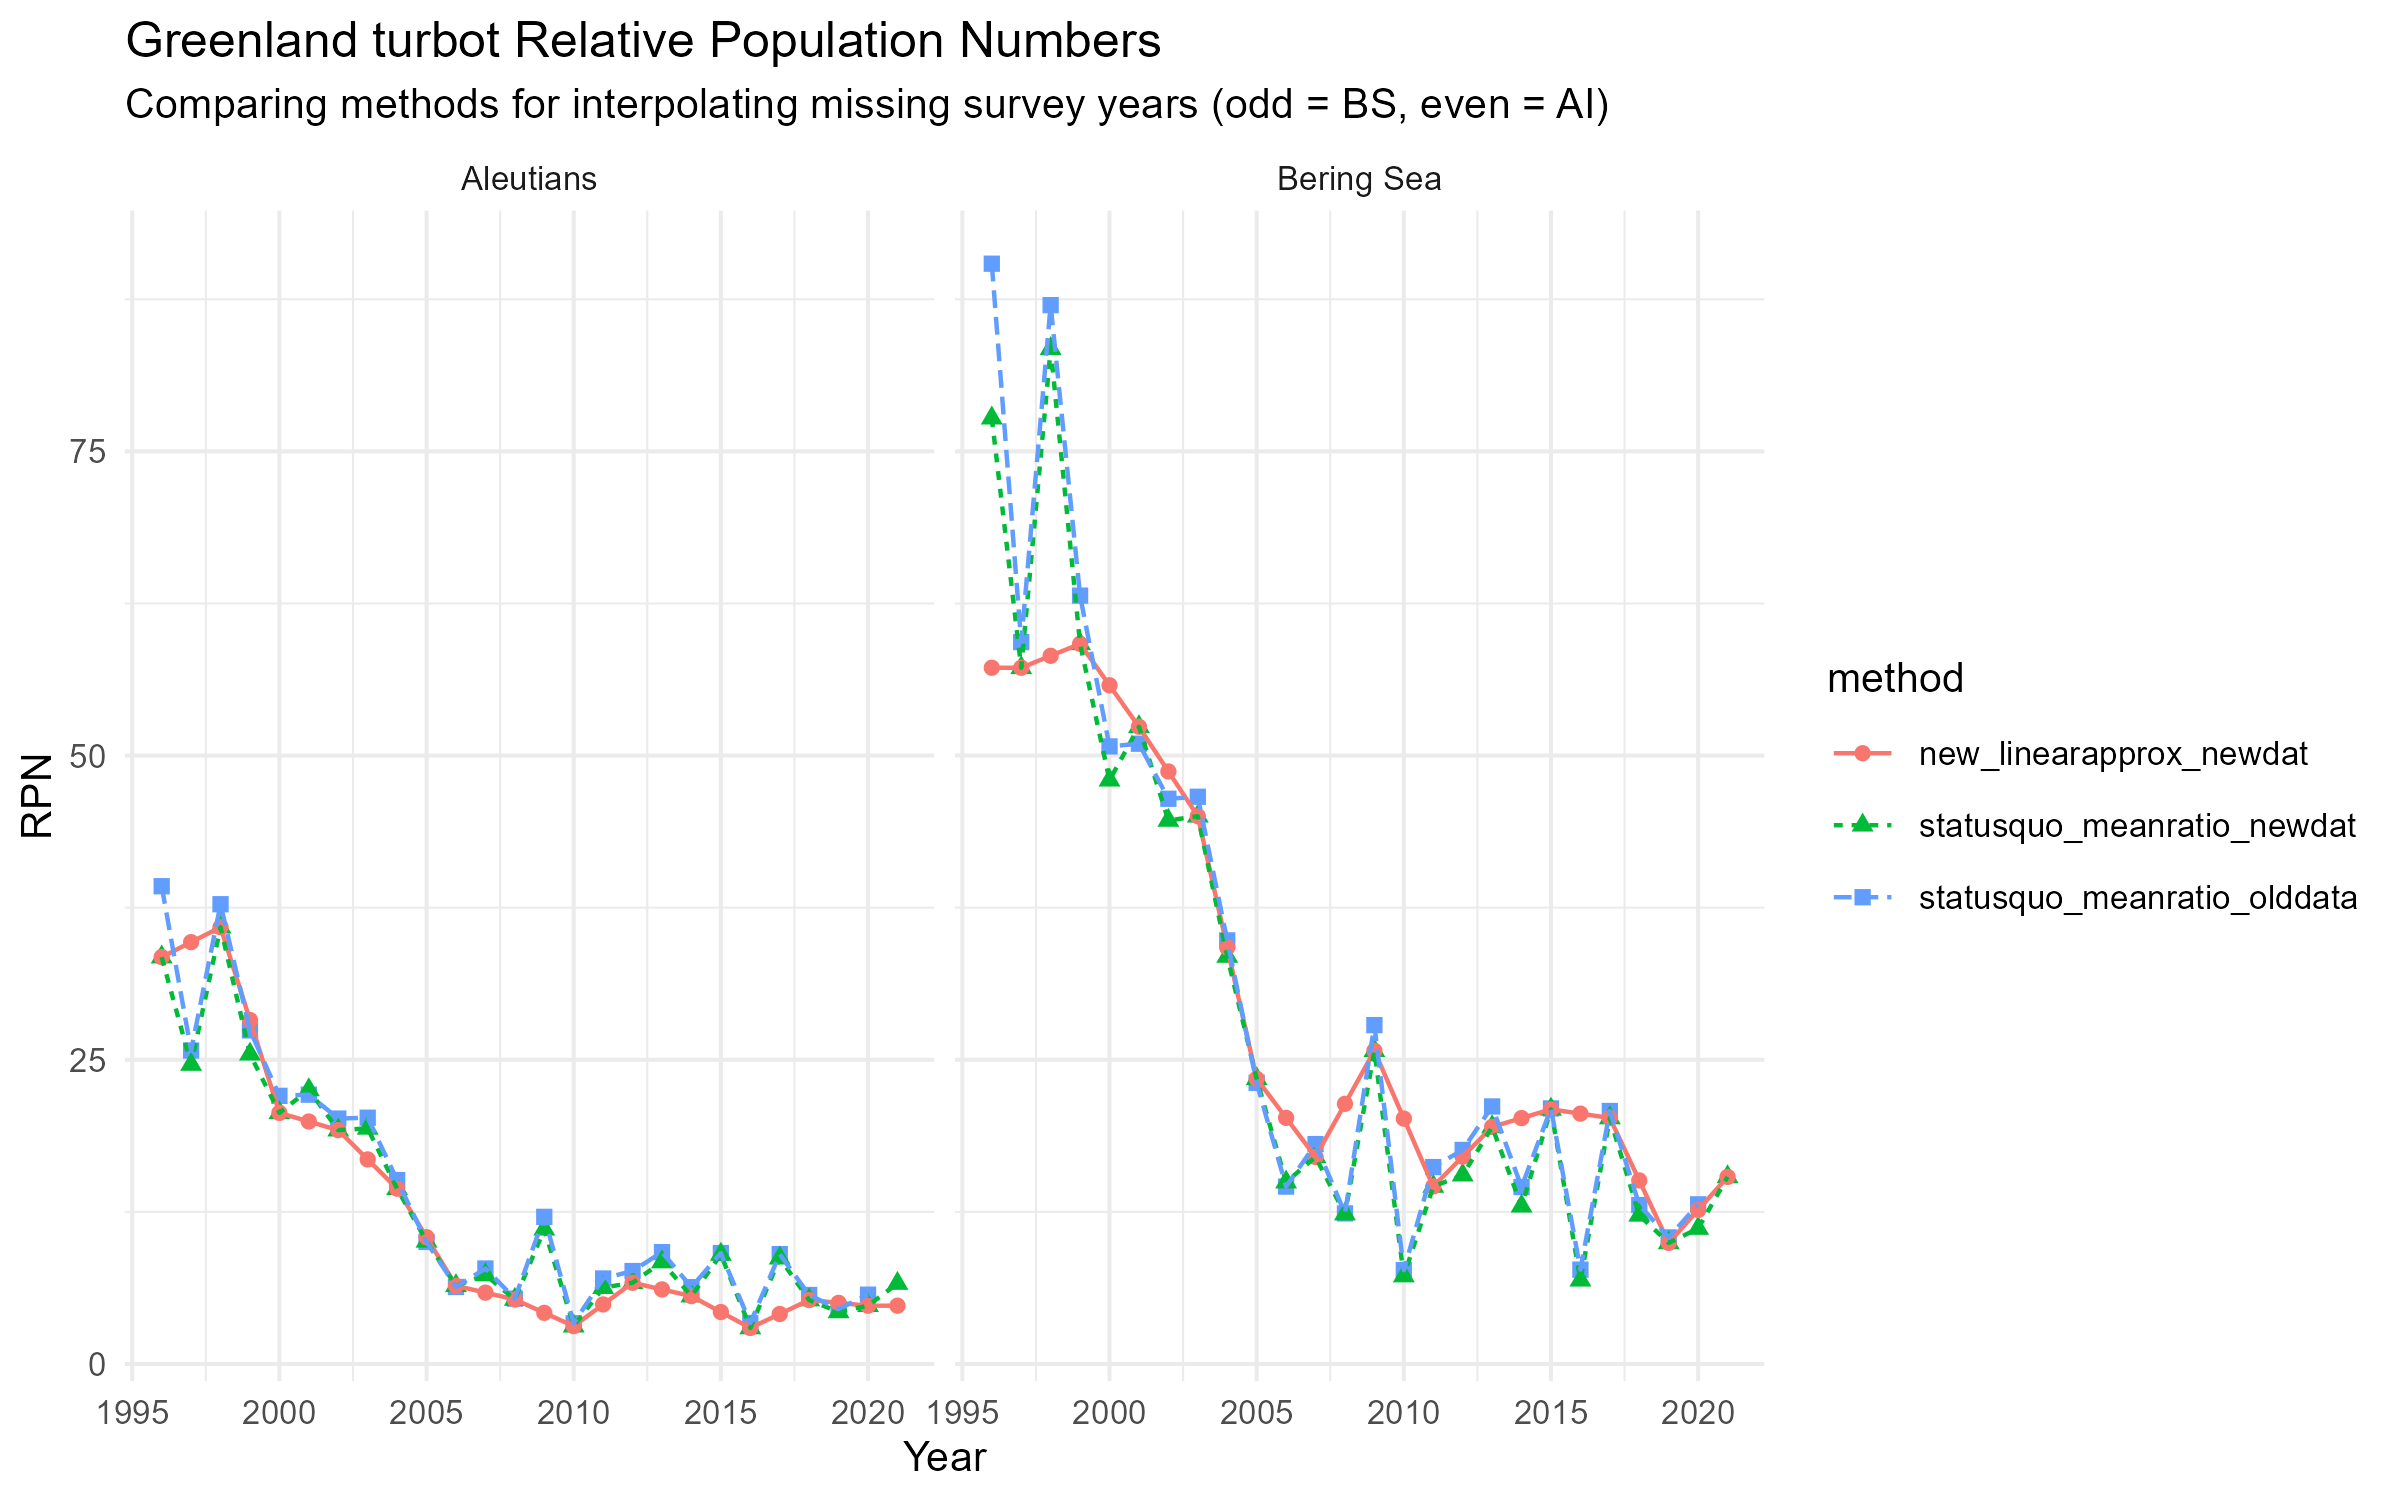 Greenland turbot Relative Population Numbers
Comparing methods for interpolating missing survey years (odd = BS, even = AI)
Aleutians
Bering Sea
75
50
25
0
RPN
1995 2000 2005 2010 2015 2020
1995 2000 2005 2010 2015 2020
Year
method
new_linearapprox_newdat
statusquo_meanratio_newdat
statusquo_meanratio_olddata